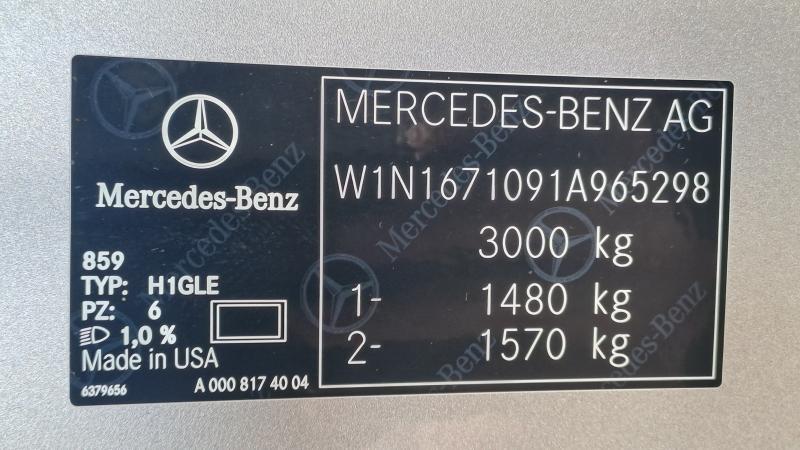 Mercedes-Benz
859
TYP: H1GLE
PZ: 6
1,0 %
Made in USA
6379656
A 000 817 40 04
MERCEDES-BENZ AG
W1N1671091A965298
3000 kg
1- 1480 kg
2- 1570 kg